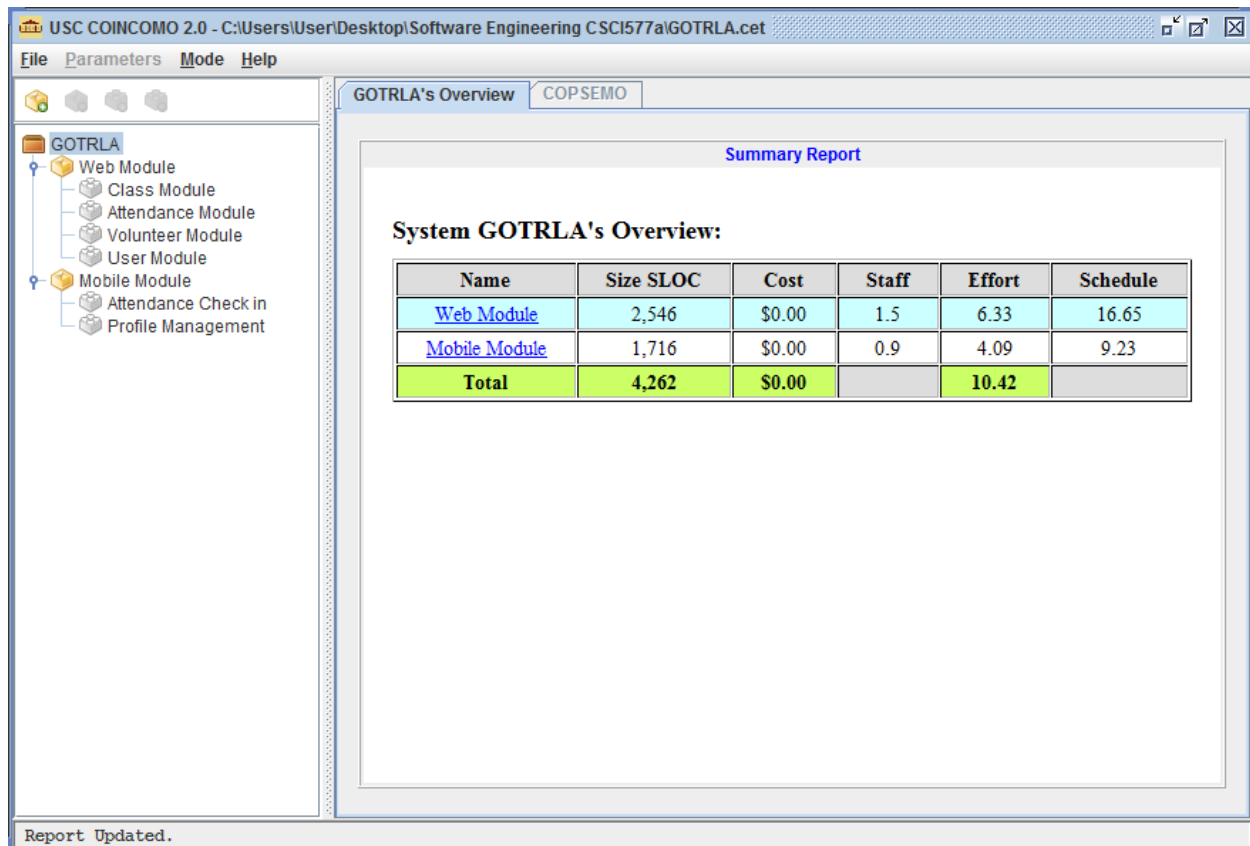 USC COINCOMO 2.0 - C:\Users\User\Desktop\Software Engineering CSCI577a\GOTRLA.cet
File Parameters Mode Help
GOTRLA
Web Module
Class Module
Attendance Module
Volunteer Module
User Module
Mobile Module
Attendance Check in
Profile Management
GOTRLA's Overview COPSEMO
Summary Report
System GOTRLA's Overview:
Name Size SLOC Cost Staff Effort Schedule
Web Module 2,546 $0.00 1.5 6.33 16.65
Mobile Module 1,716 $0.00 0.9 4.09 9.23
Total 4,262 $0.00 10.42
Report Updated.